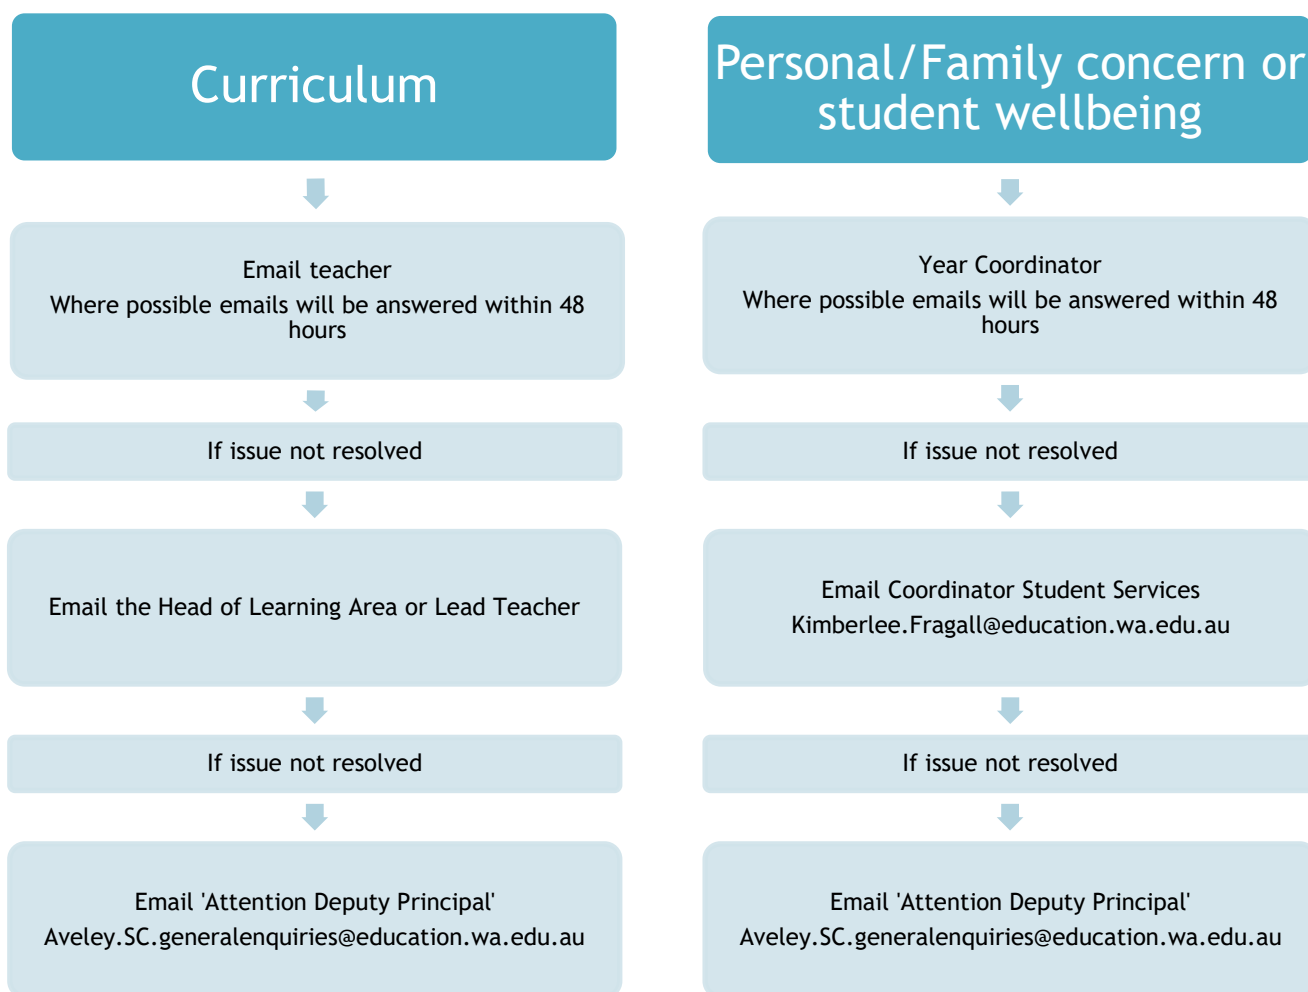 Curriculum
Email teacher
Where possible emails will be answered within 48
hours
If issue not resolved
Email the Head of Learning Area or Lead Teacher
If issue not resolved
Email 'Attention Deputy Principal'
Aveley.SC.generalenquiries@education.wa.edu.au
Personal/Family concern or
student wellbeing
Year Coordinator
Where possible emails will be answered within 48
hours
If issue not resolved
Email Coordinator Student Services
Kimberlee.Fragall@education.wa.edu.au
If issue not resolved
Email 'Attention Deputy Principal'
Aveley.SC.generalenquiries@education.wa.edu.au